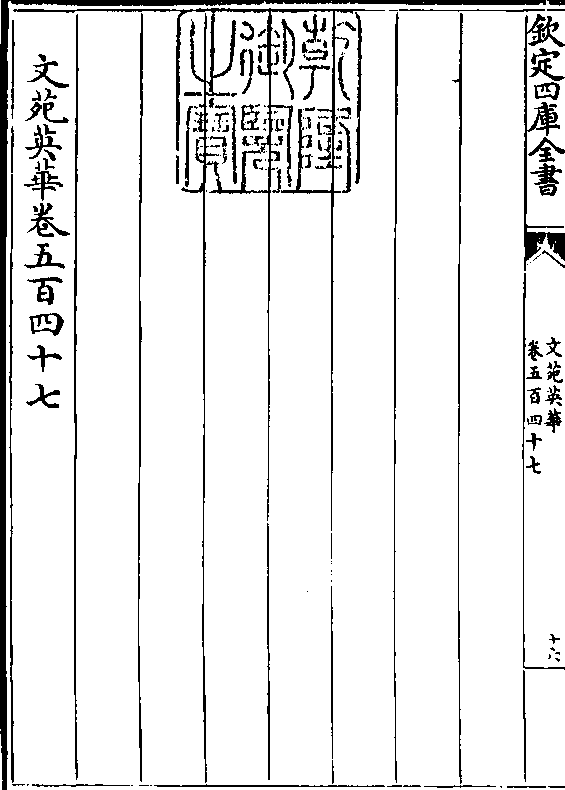 欽定四庫全書
文苑英華
卷五百四十七
十六
乾隆御覽之寶
文苑英華卷五百四十七